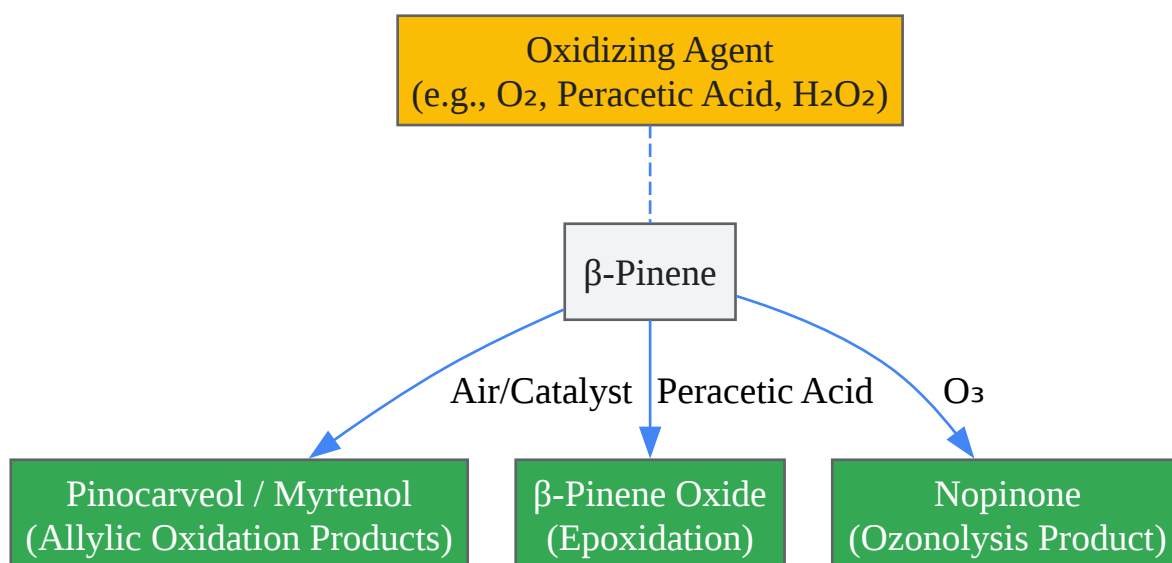 Oxidizing Agent
(e.g., O₂, Peracetic Acid, H₂O₂)
β-Pinene
Air/Catalyst
Peracetic Acid
O₃
Pinocarveol / Myrtenol
(Allylic Oxidation Products)
β-Pinene Oxide
(Epoxidation)
Nopinone
(Ozonolysis Product)